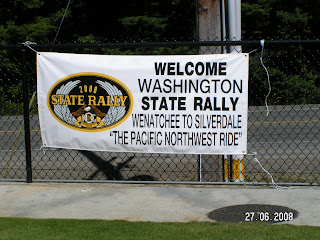 WELCOME
WASHINGTON
STATE RALLY
WENATCHEE TO SILVERDALE
"THE PACIFIC NORTHWEST RIDE"
2008
STATE RALLY
27.06.2008